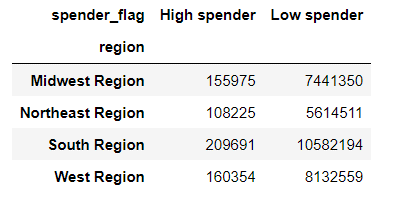 spender_flag High spender Low spender
region
Midwest Region 155975 7441350
Northeast Region 108225 5614511
South Region 209691 10582194
West Region 160354 8132559